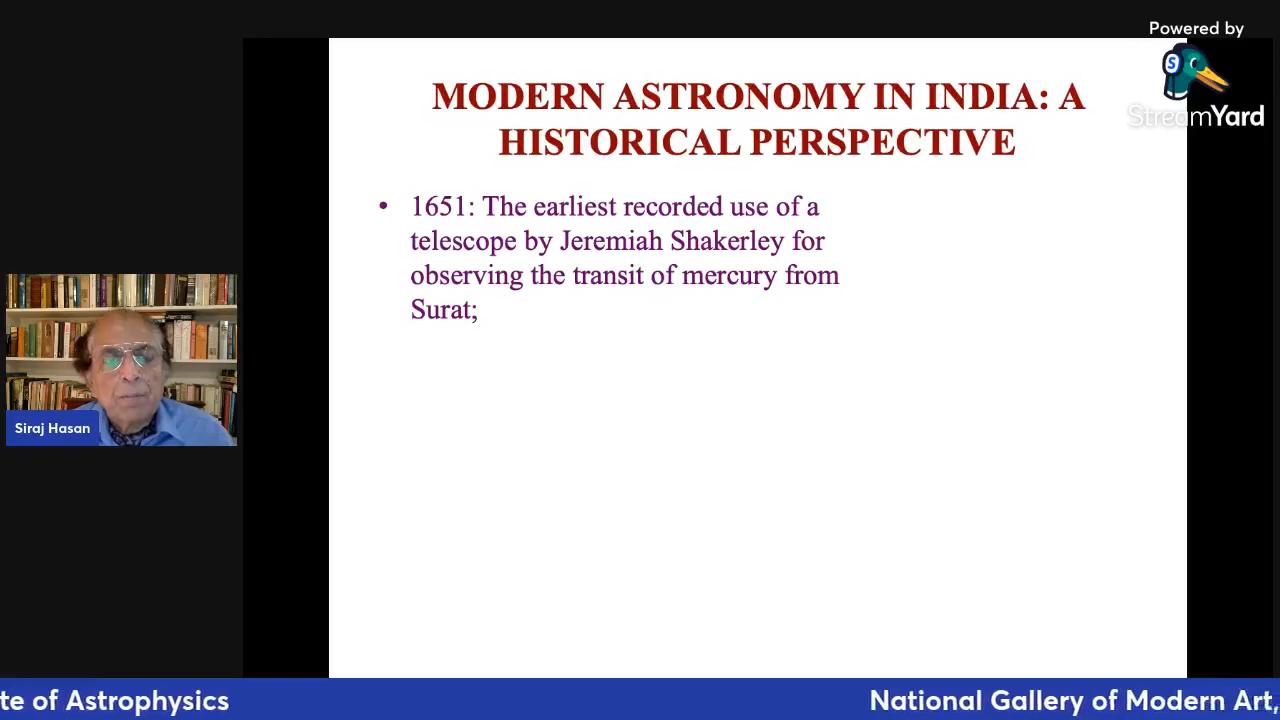 Powered by
StreamYard
MODERN ASTRONOMY IN INDIA: A
HISTORICAL PERSPECTIVE
• 1651: The earliest recorded use of a
telescope by Jeremiah Shakerley for
observing the transit of mercury from
Surat;
Siraj Hasan
te of Astrophysics
National Gallery of Modern Art,